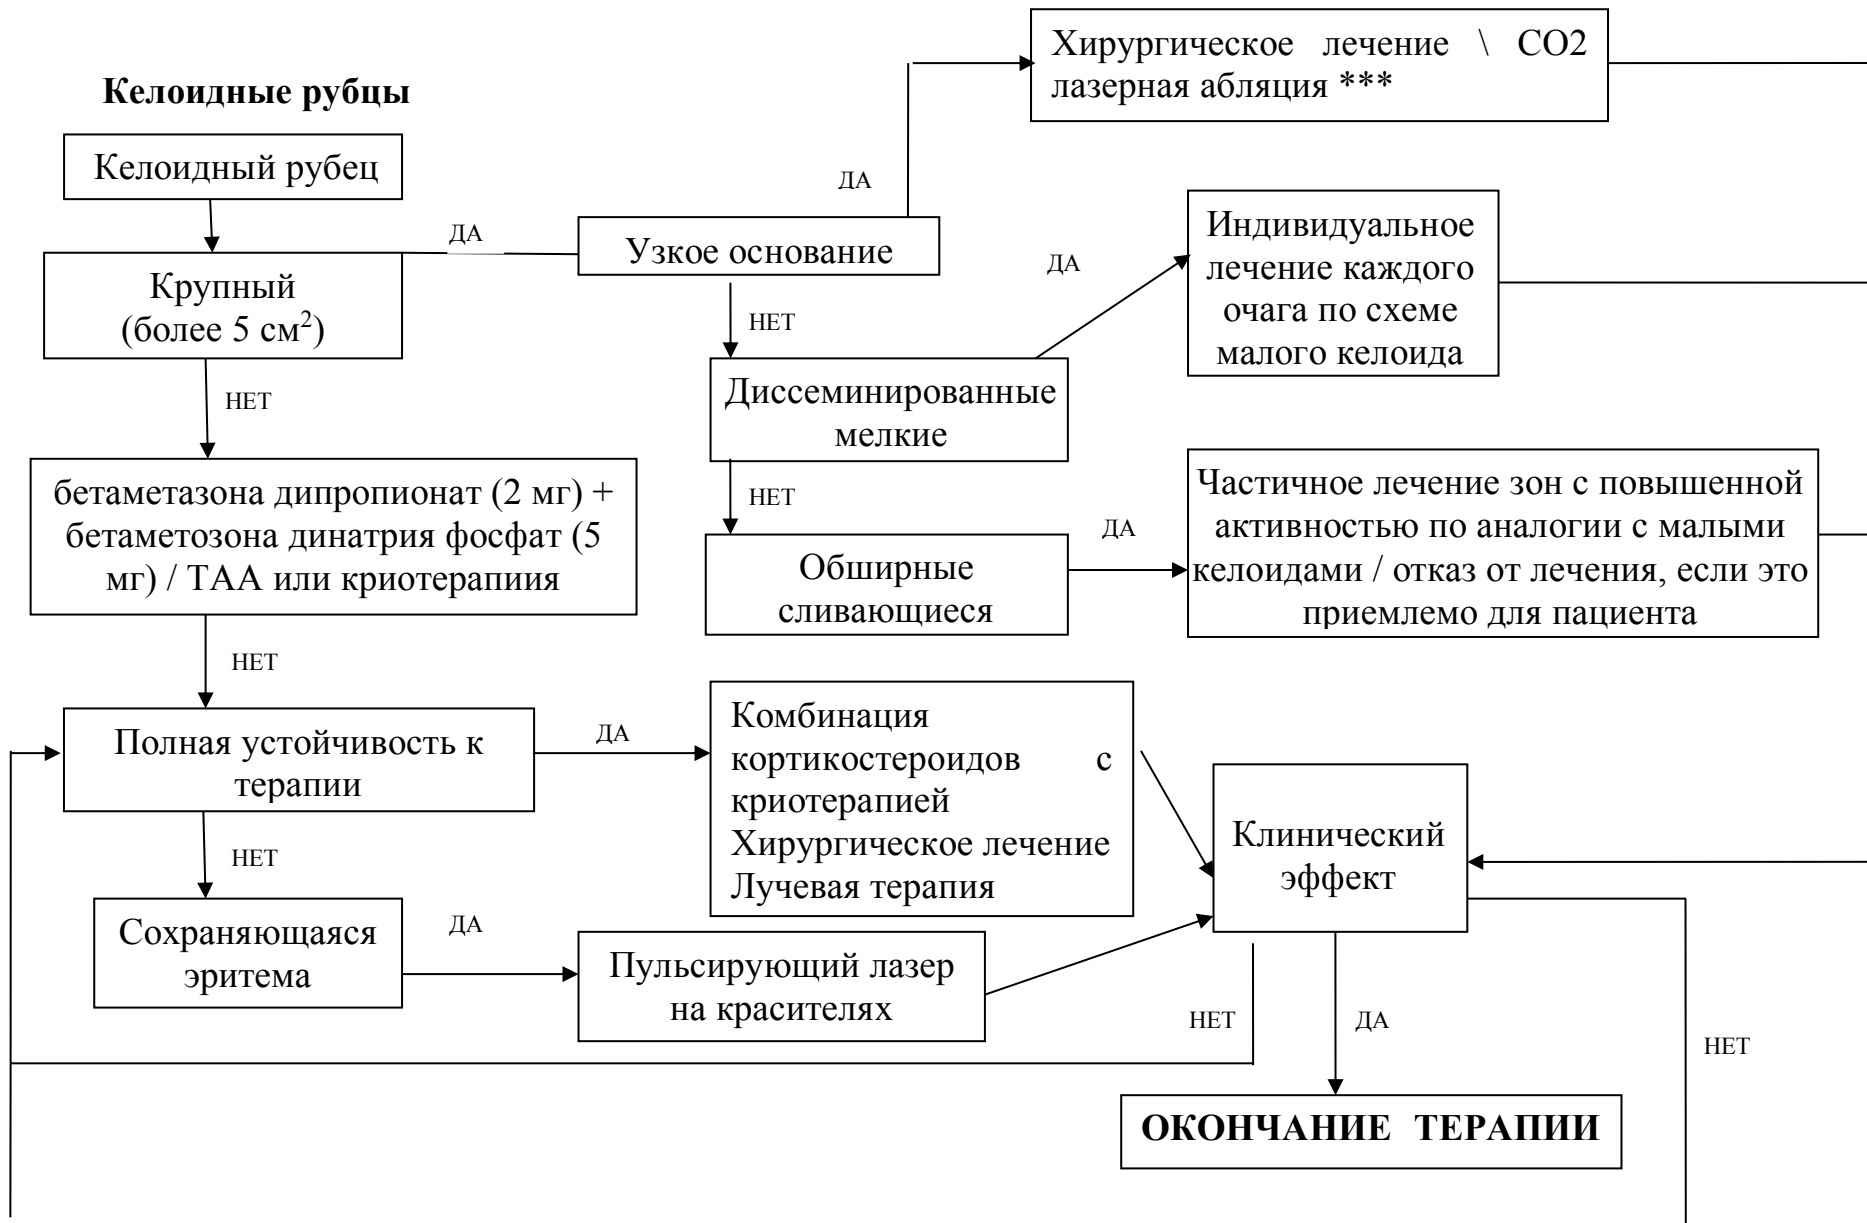 Хирургическое лечение \ СО2
лазерная абляция ***
Келоидные рубцы
Келоидный рубец
ДА
ДА
Узкое основание
Крупный
(более 5 см²)
ДА
Индивидуальное
лечение каждого
очага по схеме
малого келоида
НЕТ
НЕТ
Диссеминированные
мелкие
бетаметазона дипропионат (2 мг) +
бетаметозона динатрия фосфат (5
мг) / ТАА или криотерапиия
НЕТ
ДА
Обширные
сливающиеся
Частичное лечение зон с повышенной
активностью по аналогии с малыми
келоидами / отказ от лечения, если это
приемлемо для пациента
НЕТ
Полная устойчивость к
терапии
ДА
Комбинация
кортикостероидов с
криотерапией
Хирургическое лечение
Лучевая терапия
Клинический
эффект
НЕТ
Сохраняющаяся
эритема
ДА
Пульсирующий лазер
на красителях
НЕТ
ДА
НЕТ
ОКОНЧАНИЕ ТЕРАПИИ